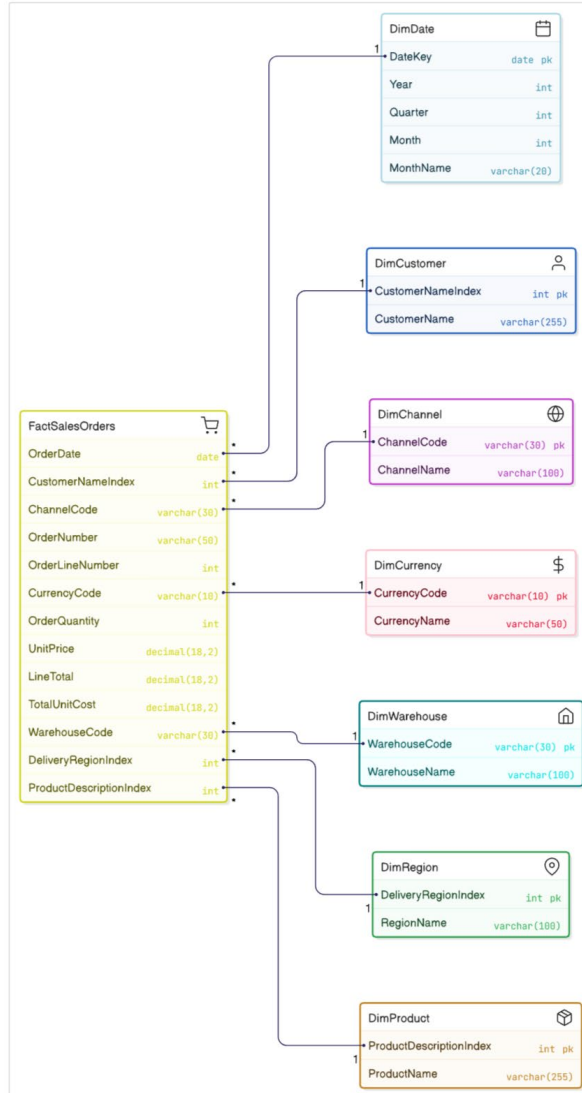 DimDate
1
DateKey date pk
Year int
Quarter int
Month int
MonthName varchar(20)
DimCustomer
1
CustomerNameIndex int pk
CustomerName varchar(255)
FactSalesOrders
*
OrderDate date
*
CustomerNameIndex int
*
ChannelCode varchar(30)
OrderNumber varchar(50)
OrderLineNumber int
*
CurrencyCode varchar(10)
OrderQuantity int
UnitPrice decimal(18,2)
LineTotal decimal(18,2)
TotalUnitCost decimal(18,2)
*
WarehouseCode varchar(30)
*
DeliveryRegionIndex int
ProductDescriptionIndex int
*
DimChannel
1
ChannelCode varchar(30) pk
ChannelName varchar(100)
DimCurrency
$
1
CurrencyCode varchar(10) pk
CurrencyName varchar(50)
DimWarehouse
1
WarehouseCode varchar(30) pk
WarehouseName varchar(100)
DimRegion
DeliveryRegionIndex int pk
1
RegionName varchar(100)
DimProduct
ProductDescriptionIndex int pk
1
ProductName varchar(255)